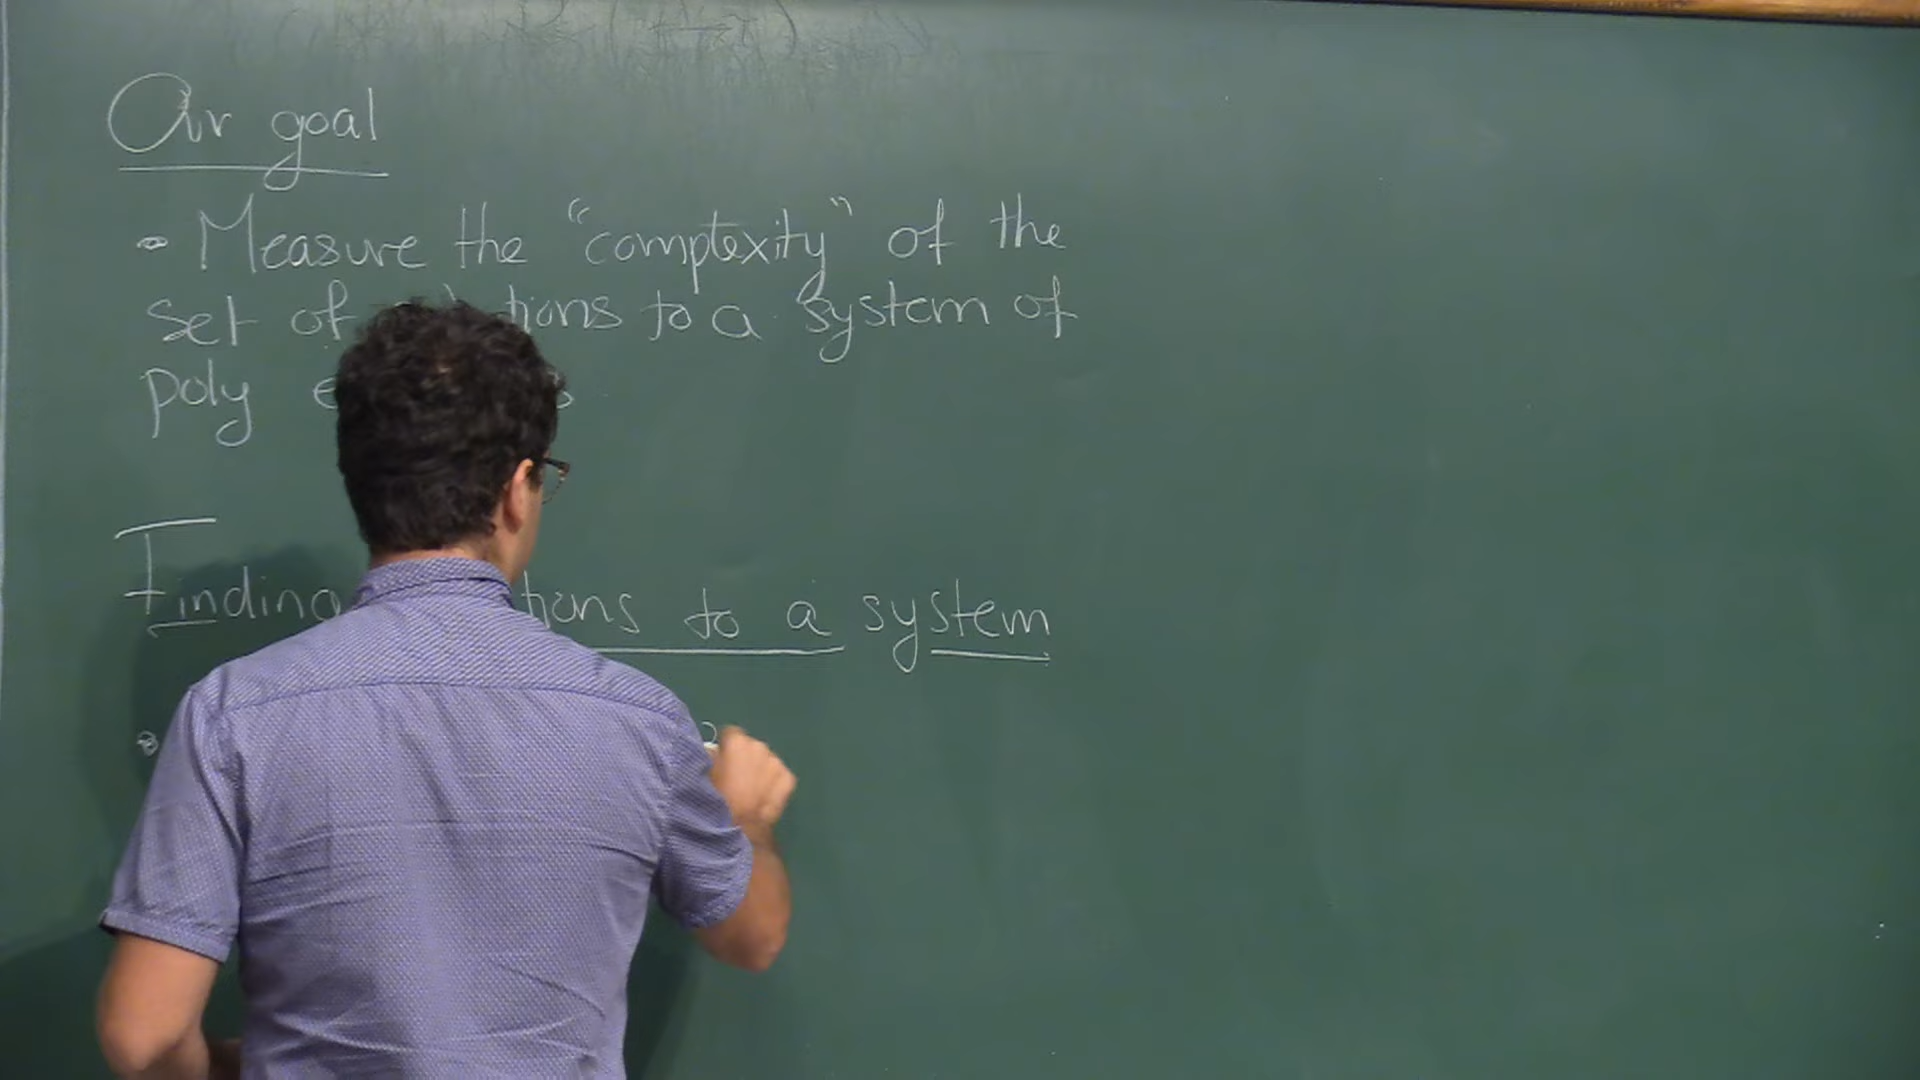 Our goal
• Measure the "complexity" of the
set of tions to a system of
poly
Finding tions to a system
•